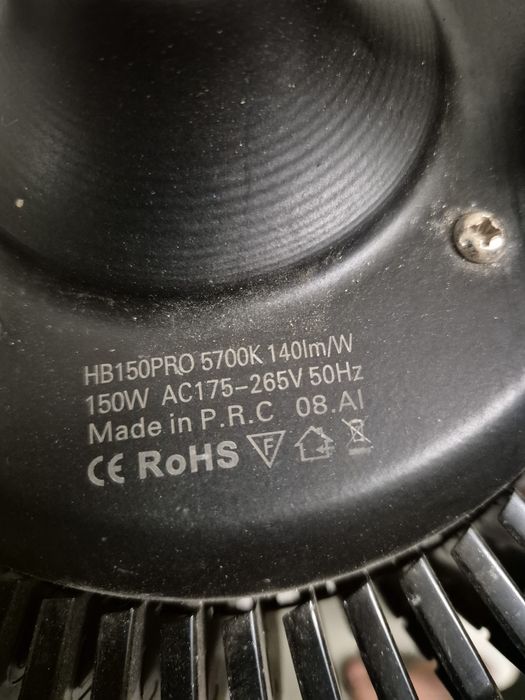 HB150PRO 5700K 140lm/W
150W AC175-265V 50Hz
Made in P.R.C 08.AI
CE RoHS F